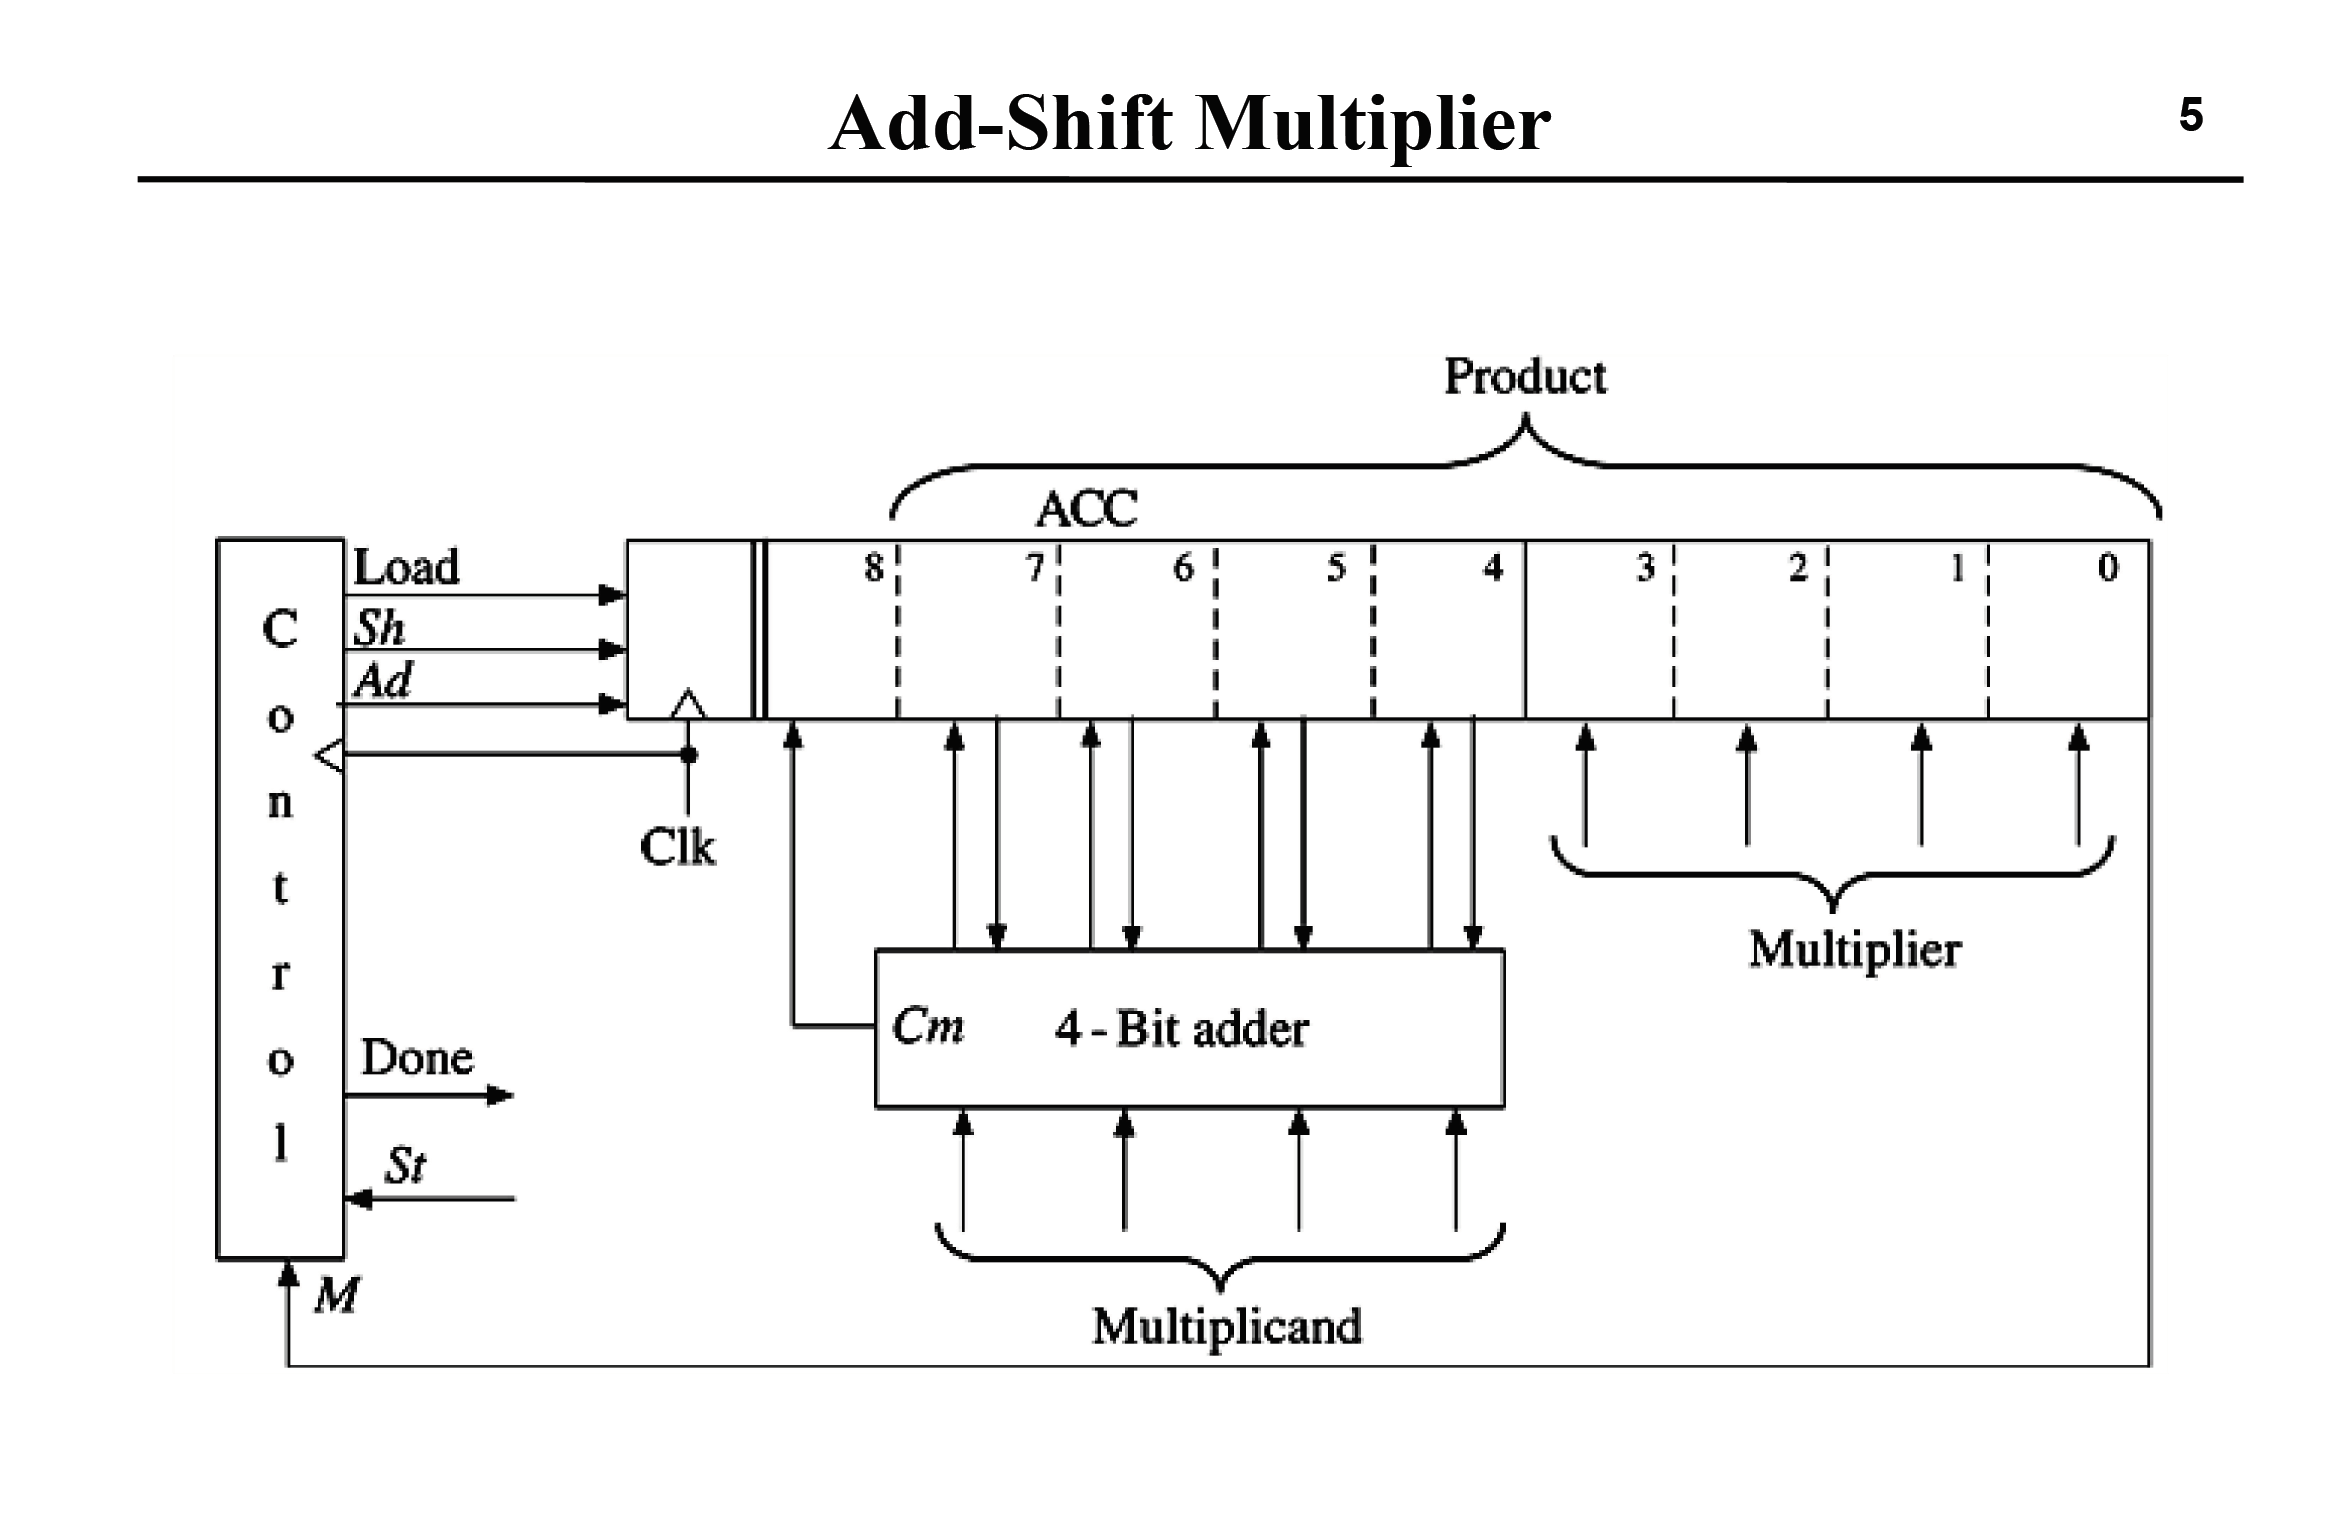 Add-Shift Multiplier
5
Product
ACC
8 7 6 5 4 3 2 1 0
Load
Sh
Ad
Control
Clk
Cm 4 - Bit adder
Multiplier
Done
St
M
Multiplicand